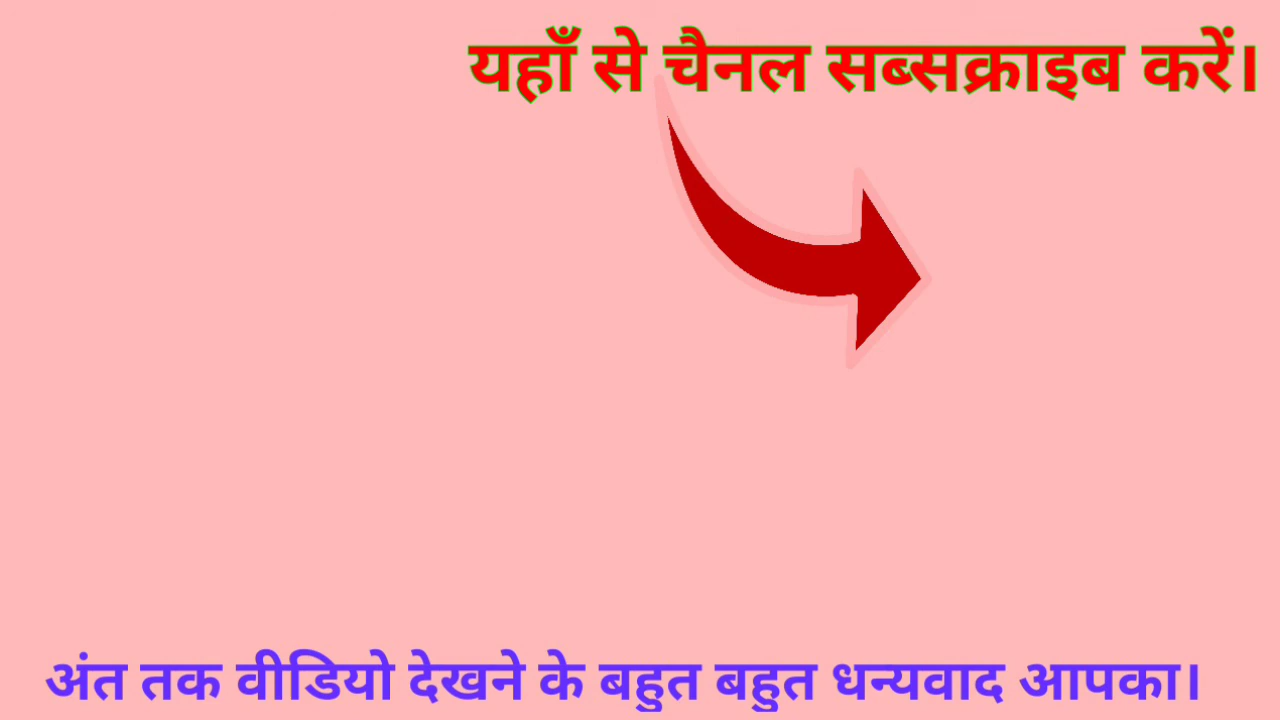 यहाँ से चैनल सब्सक्राइब करें।
अंत तक वीडियो देखने के बहुत बहुत धन्यवाद आपका।